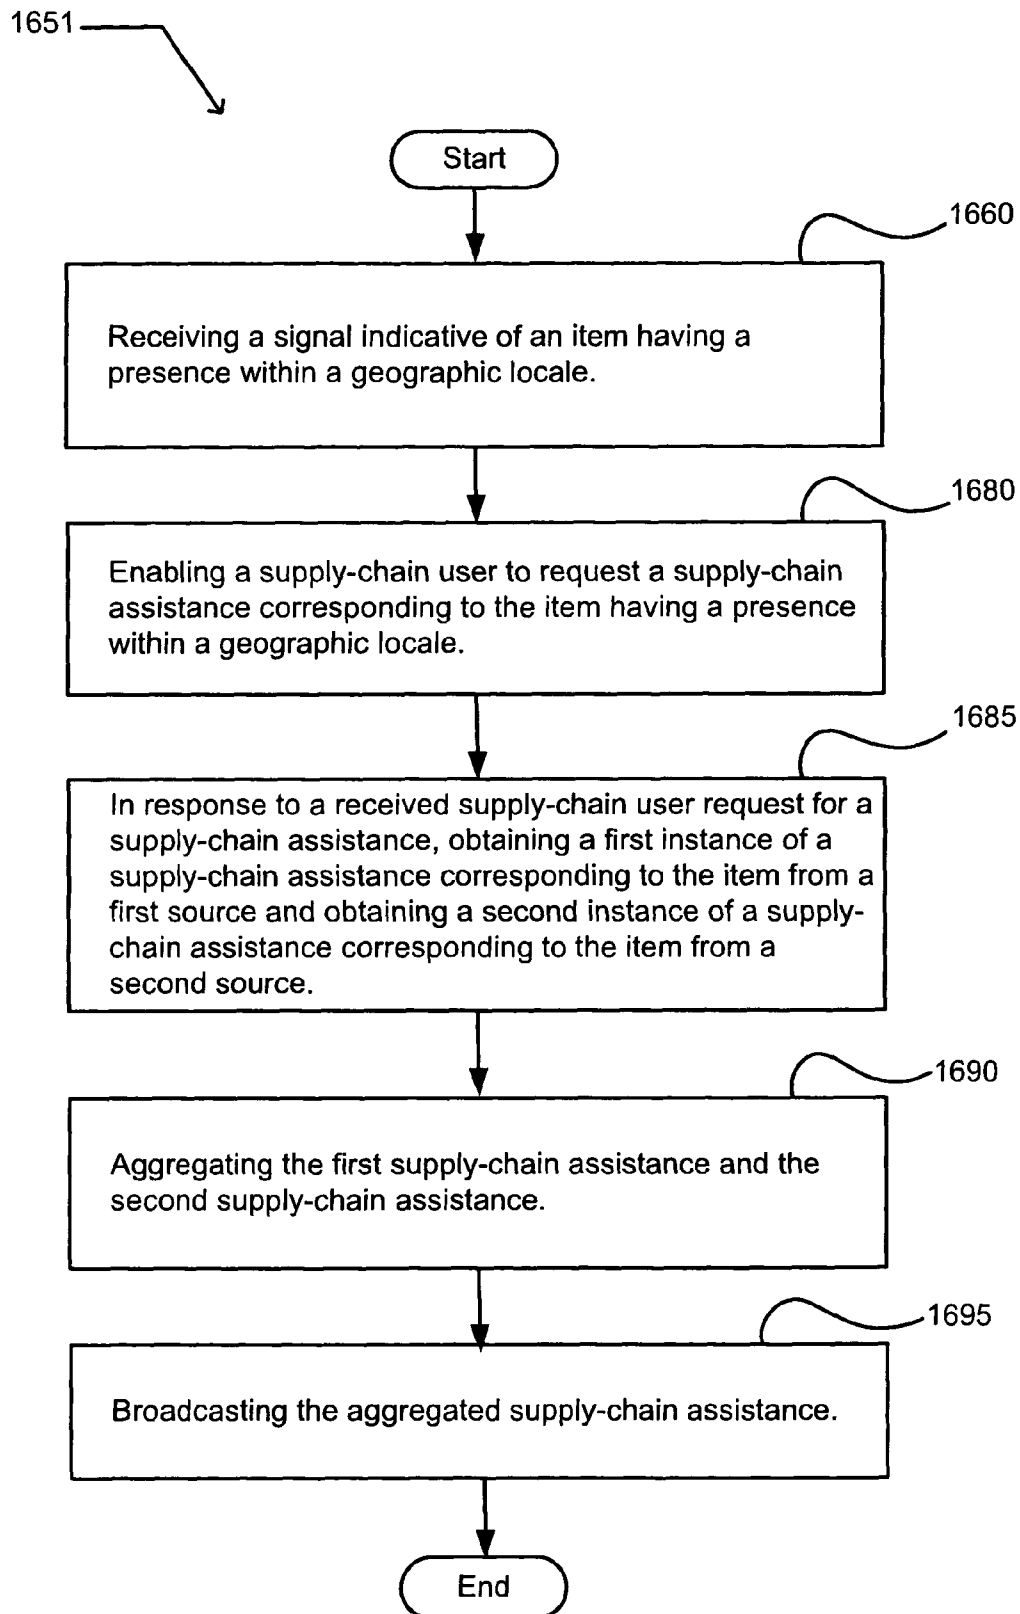 1651
Start
1660
Receiving a signal indicative of an item having a
presence within a geographic locale.
1680
Enabling a supply-chain user to request a supply-chain
assistance corresponding to the item having a presence
within a geographic locale.
1685
In response to a received supply-chain user request for a
supply-chain assistance, obtaining a first instance of a
supply-chain assistance corresponding to the item from a
first source and obtaining a second instance of a supply-
chain assistance corresponding to the item from a
second source.
1690
Aggregating the first supply-chain assistance and the
second supply-chain assistance.
1695
Broadcasting the aggregated supply-chain assistance.
End